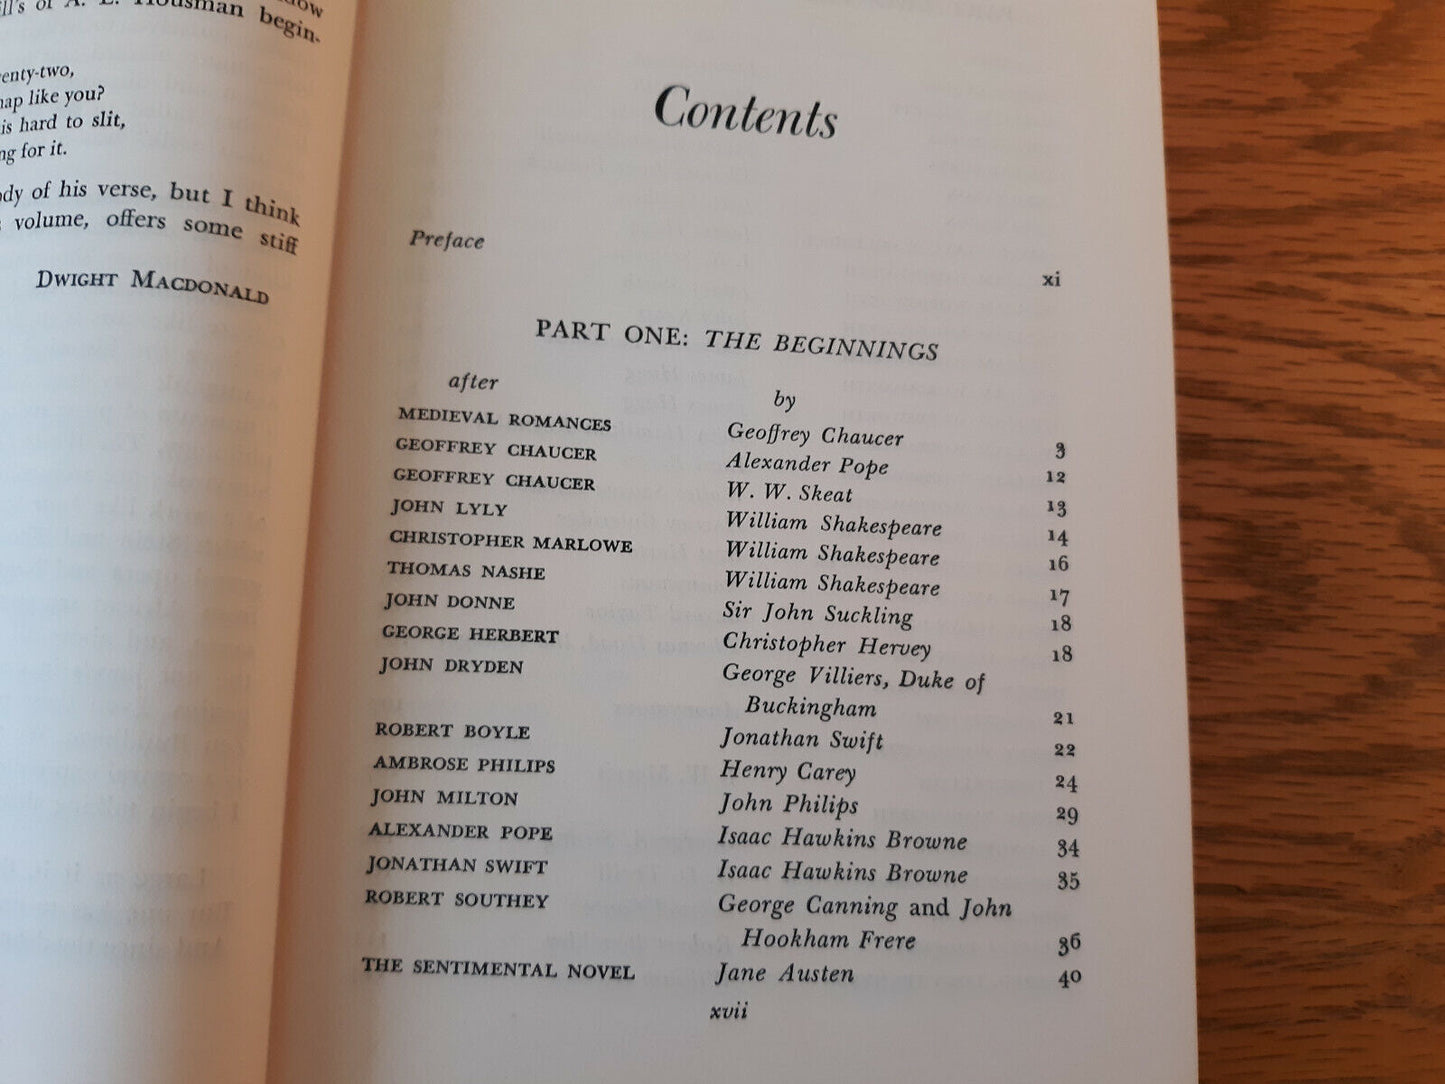 ill's of A. E. Housman begin-
enty-two,
hap like you?
is hard to slit,
ng for it.
ody of his verse, but I think
volume, offers some stiff
DWIGHT MACDONALD
Contents
Preface xi
PART ONE: THE BEGINNINGS
after by
MEDIEVAL ROMANCES Geoffrey Chaucer 3
GEOFFREY CHAUCER Alexander Pope 12
GEOFFREY CHAUCER W. W. Skeat 13
JOHN LYLY William Shakespeare 14
CHRISTOPHER MARLOWE William Shakespeare 16
THOMAS NASHE William Shakespeare 17
JOHN DONNE Sir John Suckling 18
GEORGE HERBERT Christopher Hervey 18
JOHN DRYDEN George Villiers, Duke of
Buckingham 21
ROBERT BOYLE Jonathan Swift 22
AMBROSE PHILIPS Henry Carey 24
JOHN MILTON John Philips 29
ALEXANDER POPE Isaac Hawkins Browne 34
JONATHAN SWIFT Isaac Hawkins Browne 35
ROBERT SOUTHEY George Canning and John
Hookham Frere 36
THE SENTIMENTAL NOVEL Jane Austen 40
xvii